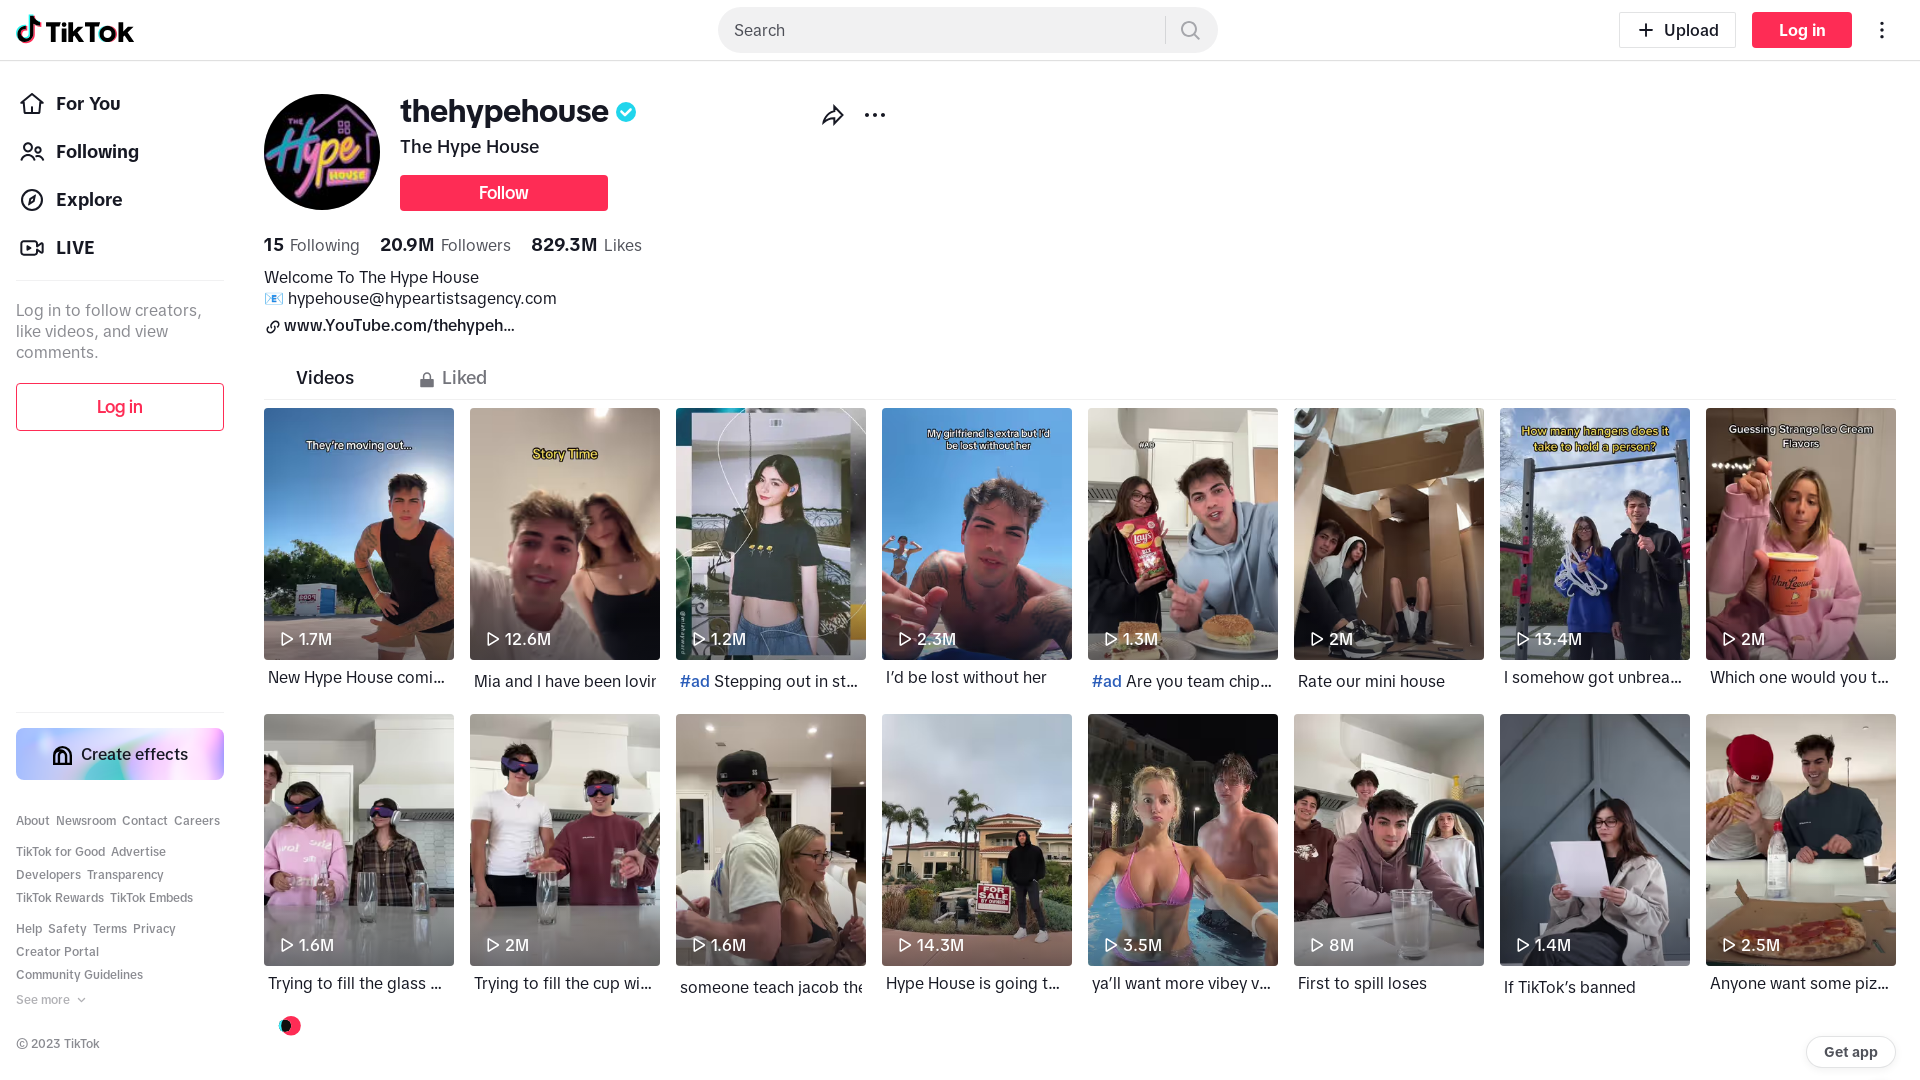 TikTok
Search
Upload
Log in
For You
Following
Explore
LIVE
Log in to follow creators,
like videos, and view
comments.
Log in
Create effects
About Newsroom Contact Careers
TikTok for Good Advertise
Developers Transparency
TikTok Rewards TikTok Embeds
Help Safety Terms Privacy
Creator Portal
Community Guidelines
See more
© 2023 TikTok
THE
Hype
HOUSE
thehypehouse
The Hype House
Follow
15 Following 20.9M Followers 829.3M Likes
Welcome To The Hype House
📧 hypehouse@hypeartistsagency.com
www.YouTube.com/thehypeh...
Videos
Liked
They're moving out...
1.7M
New Hype House comi...
Story Time
12.6M
Mia and I have been lovin
1.2M
#ad Stepping out in st...
My girlfriend is extra but I'd
be lost without her
2.3M
I'd be lost without her
#AD
Lay's
1.3M
#ad Are you team chip...
2M
Rate our mini house
How many hangers does it
take to hold a person?
13.4M
I somehow got unbrea...
Guessing Strange Ice Cream
Flavors
Van Leeuwen
2M
Which one would you t...
1.6M
Trying to fill the glass ...
2M
Trying to fill the cup wi...
1.6M
someone teach jacob the
FOR
SALE
BY OWNER
14.3M
Hype House is going t...
3.5M
ya'll want more vibey v...
8M
First to spill loses
1.4M
If TikTok's banned
2.5M
Anyone want some piz...
Get app